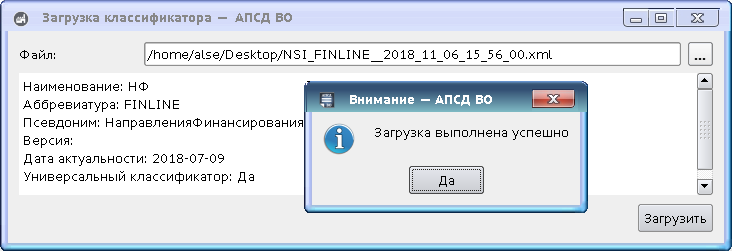 Загрузка классификатора — АПСД ВО
Файл:
/home/alse/Desktop/NSI_FINLINE__2018_11_06_15_56_00.xml
...
Наименование: НФ
Аббревиатура: FINLINE
Псевдоним: НаправленияФинансирования
Версия:
Дата актуальности: 2018-07-09
Универсальный классификатор: Да
Внимание — АПСД ВО
Загрузка выполнена успешно
Да
Загрузить